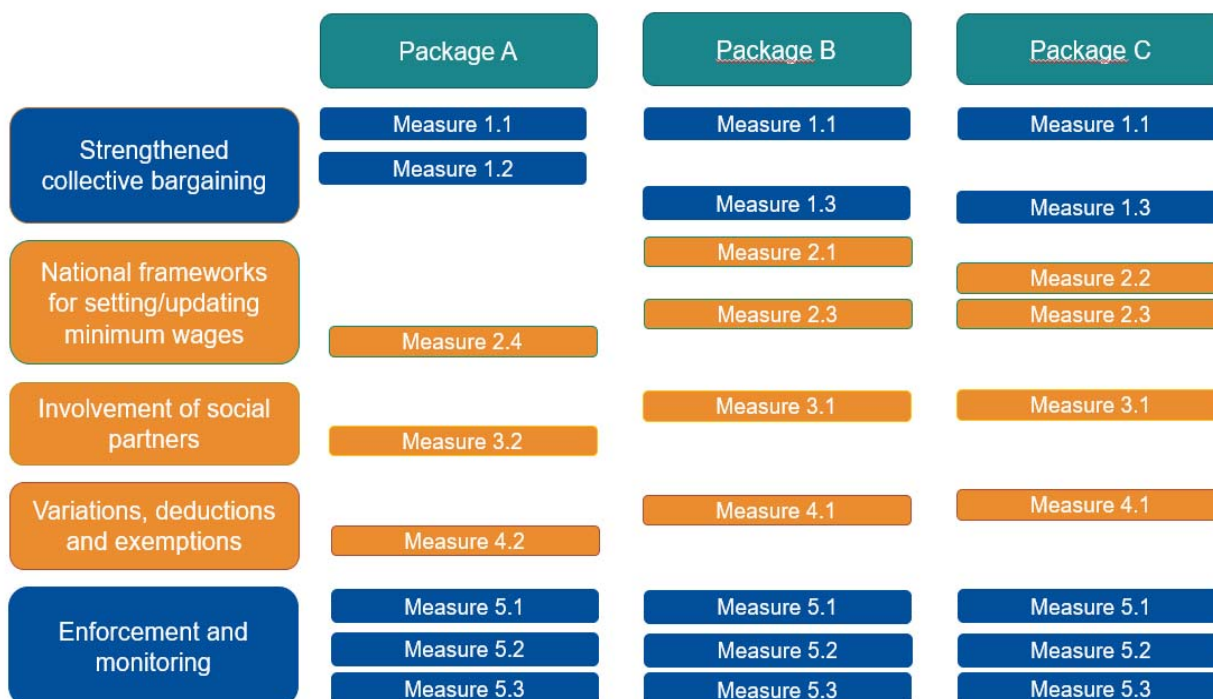 Package A
Package B
Package C
Strengthened
collective bargaining
Measure 1.1
Measure 1.1
Measure 1.1
Measure 1.2
Measure 1.3
Measure 1.3
National frameworks
for setting/updating
minimum wages
Measure 2.1
Measure 2.2
Measure 2.3
Measure 2.3
Measure 2.4
Involvement of social
partners
Measure 3.1
Measure 3.1
Measure 3.2
Variations, deductions
and exemptions
Measure 4.1
Measure 4.1
Measure 4.2
Enforcement and
monitoring
Measure 5.1
Measure 5.1
Measure 5.1
Measure 5.2
Measure 5.2
Measure 5.2
Measure 5.3
Measure 5.3
Measure 5.3